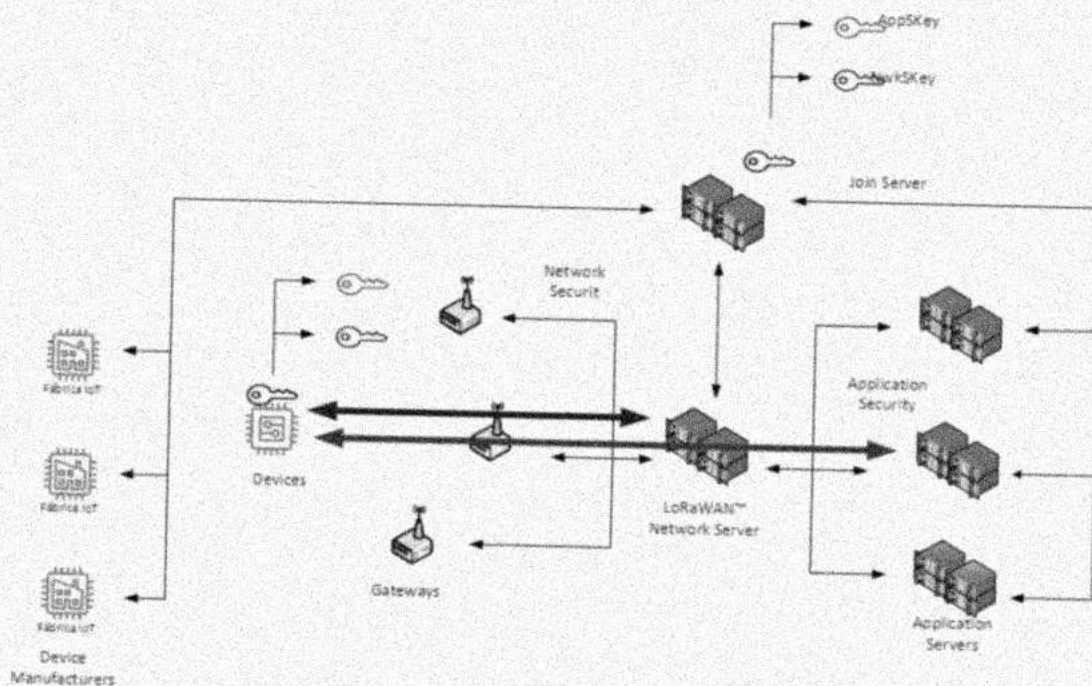 AppSKey
NwkSKey
Join Server
Network
Securit
Fábrica IoT
Application
Security
Devices
Fábrica IoT
LoRaWAN™
Network Server
Gateways
Fábrica IoT
Application
Servers
Device
Manufacturers